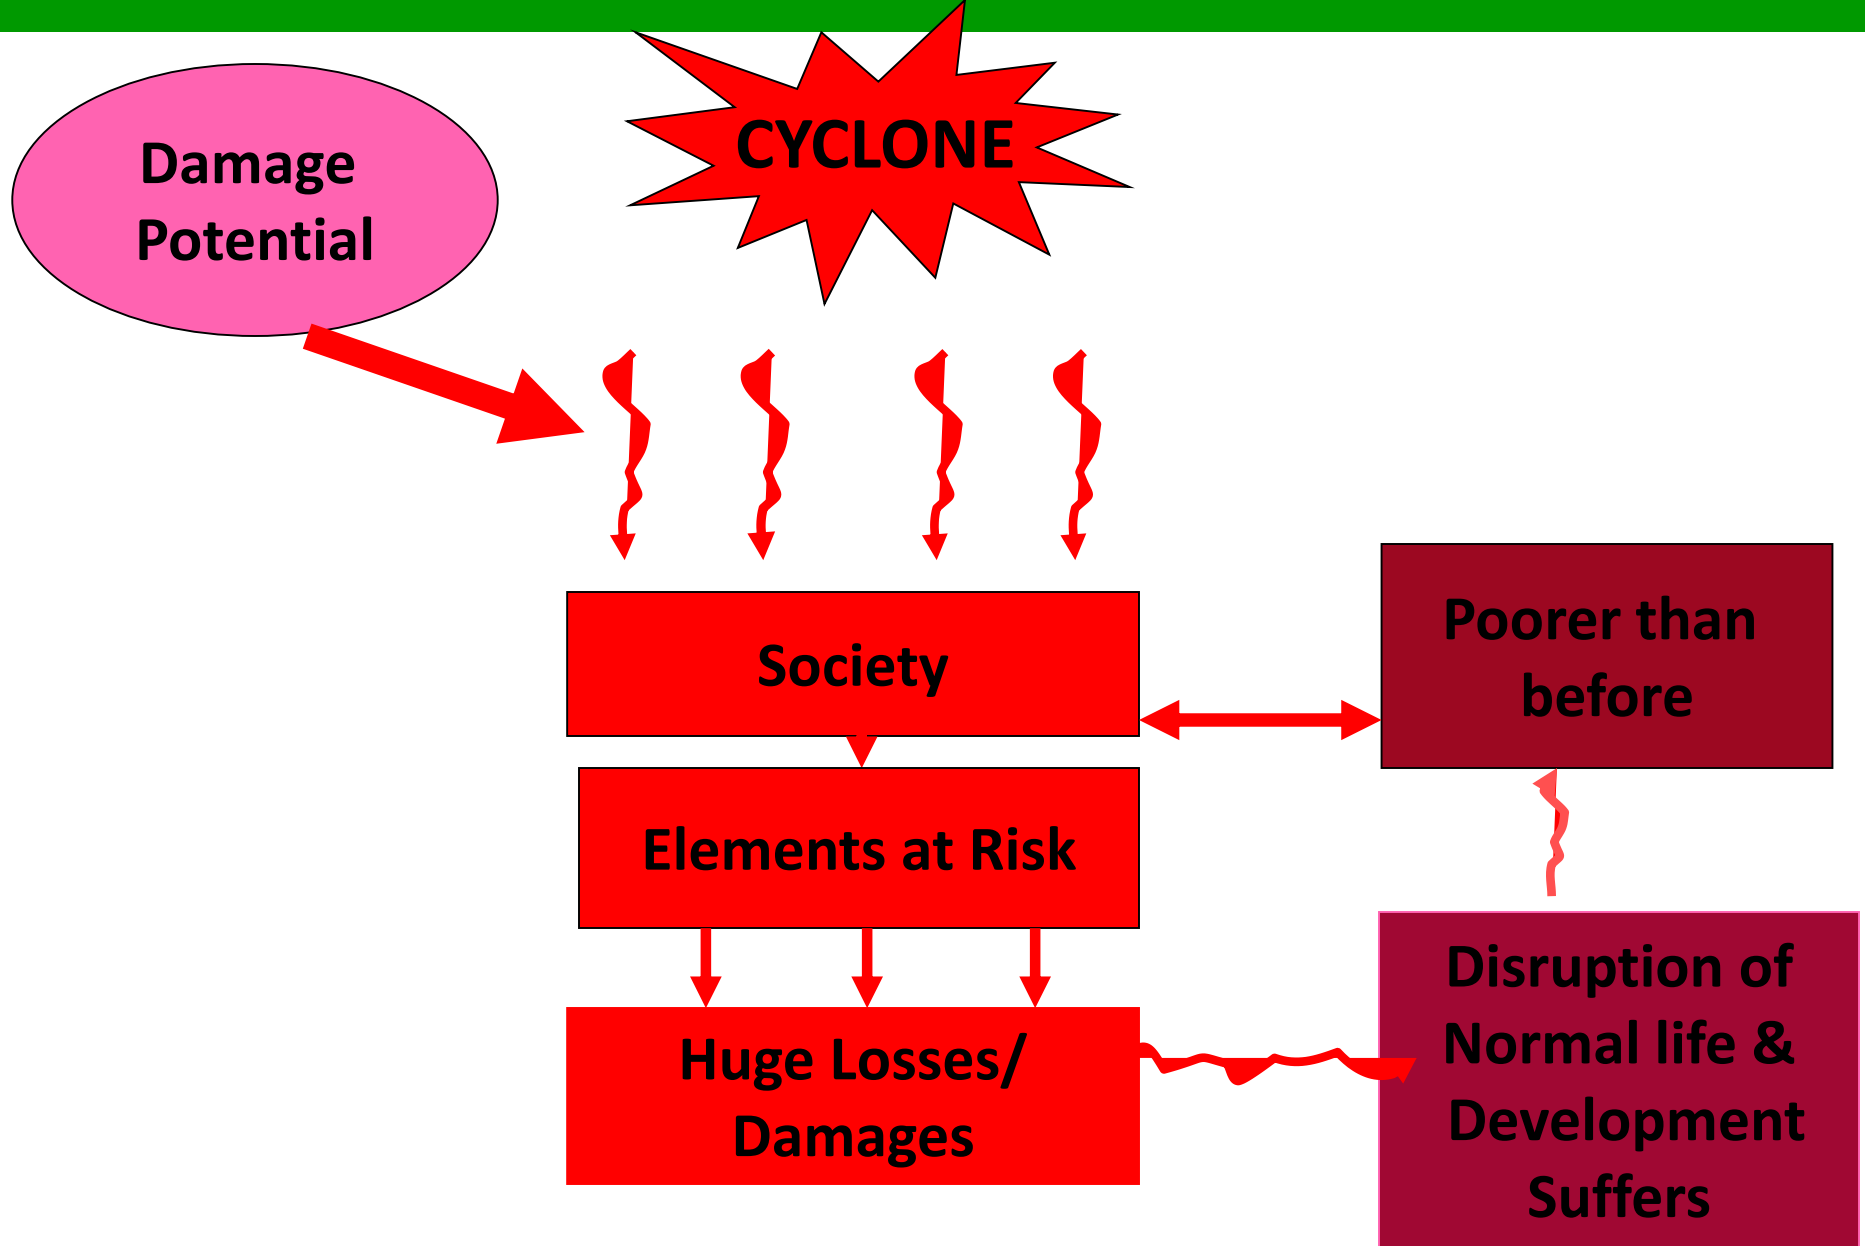 CYCLONE
Damage
Potential
Society
Poorer than
before
Elements at Risk
Huge Losses/
Damages
Disruption of
Normal life &
Development
Suffers